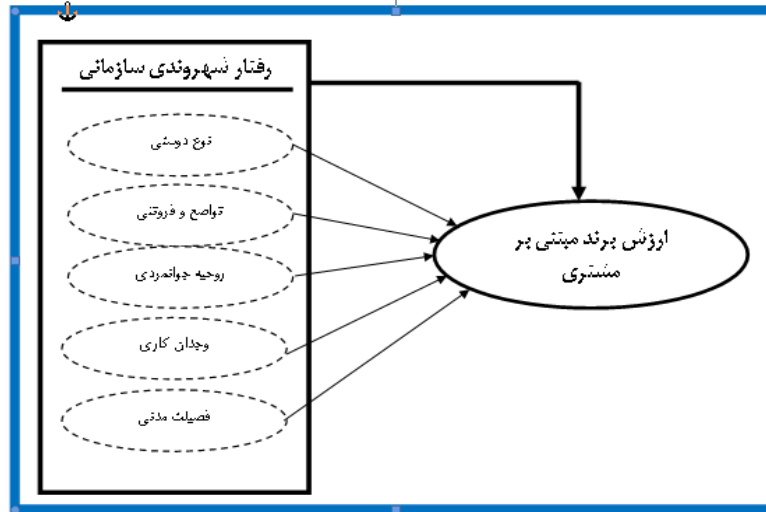 رفتار شهروندی سازمانی
نوع دوستی
تواضع و فروتنی
روحیه جوانمردی
وجدان کاری
فضیلت مدنی
ارزش برند مبتنی بر
مشتری